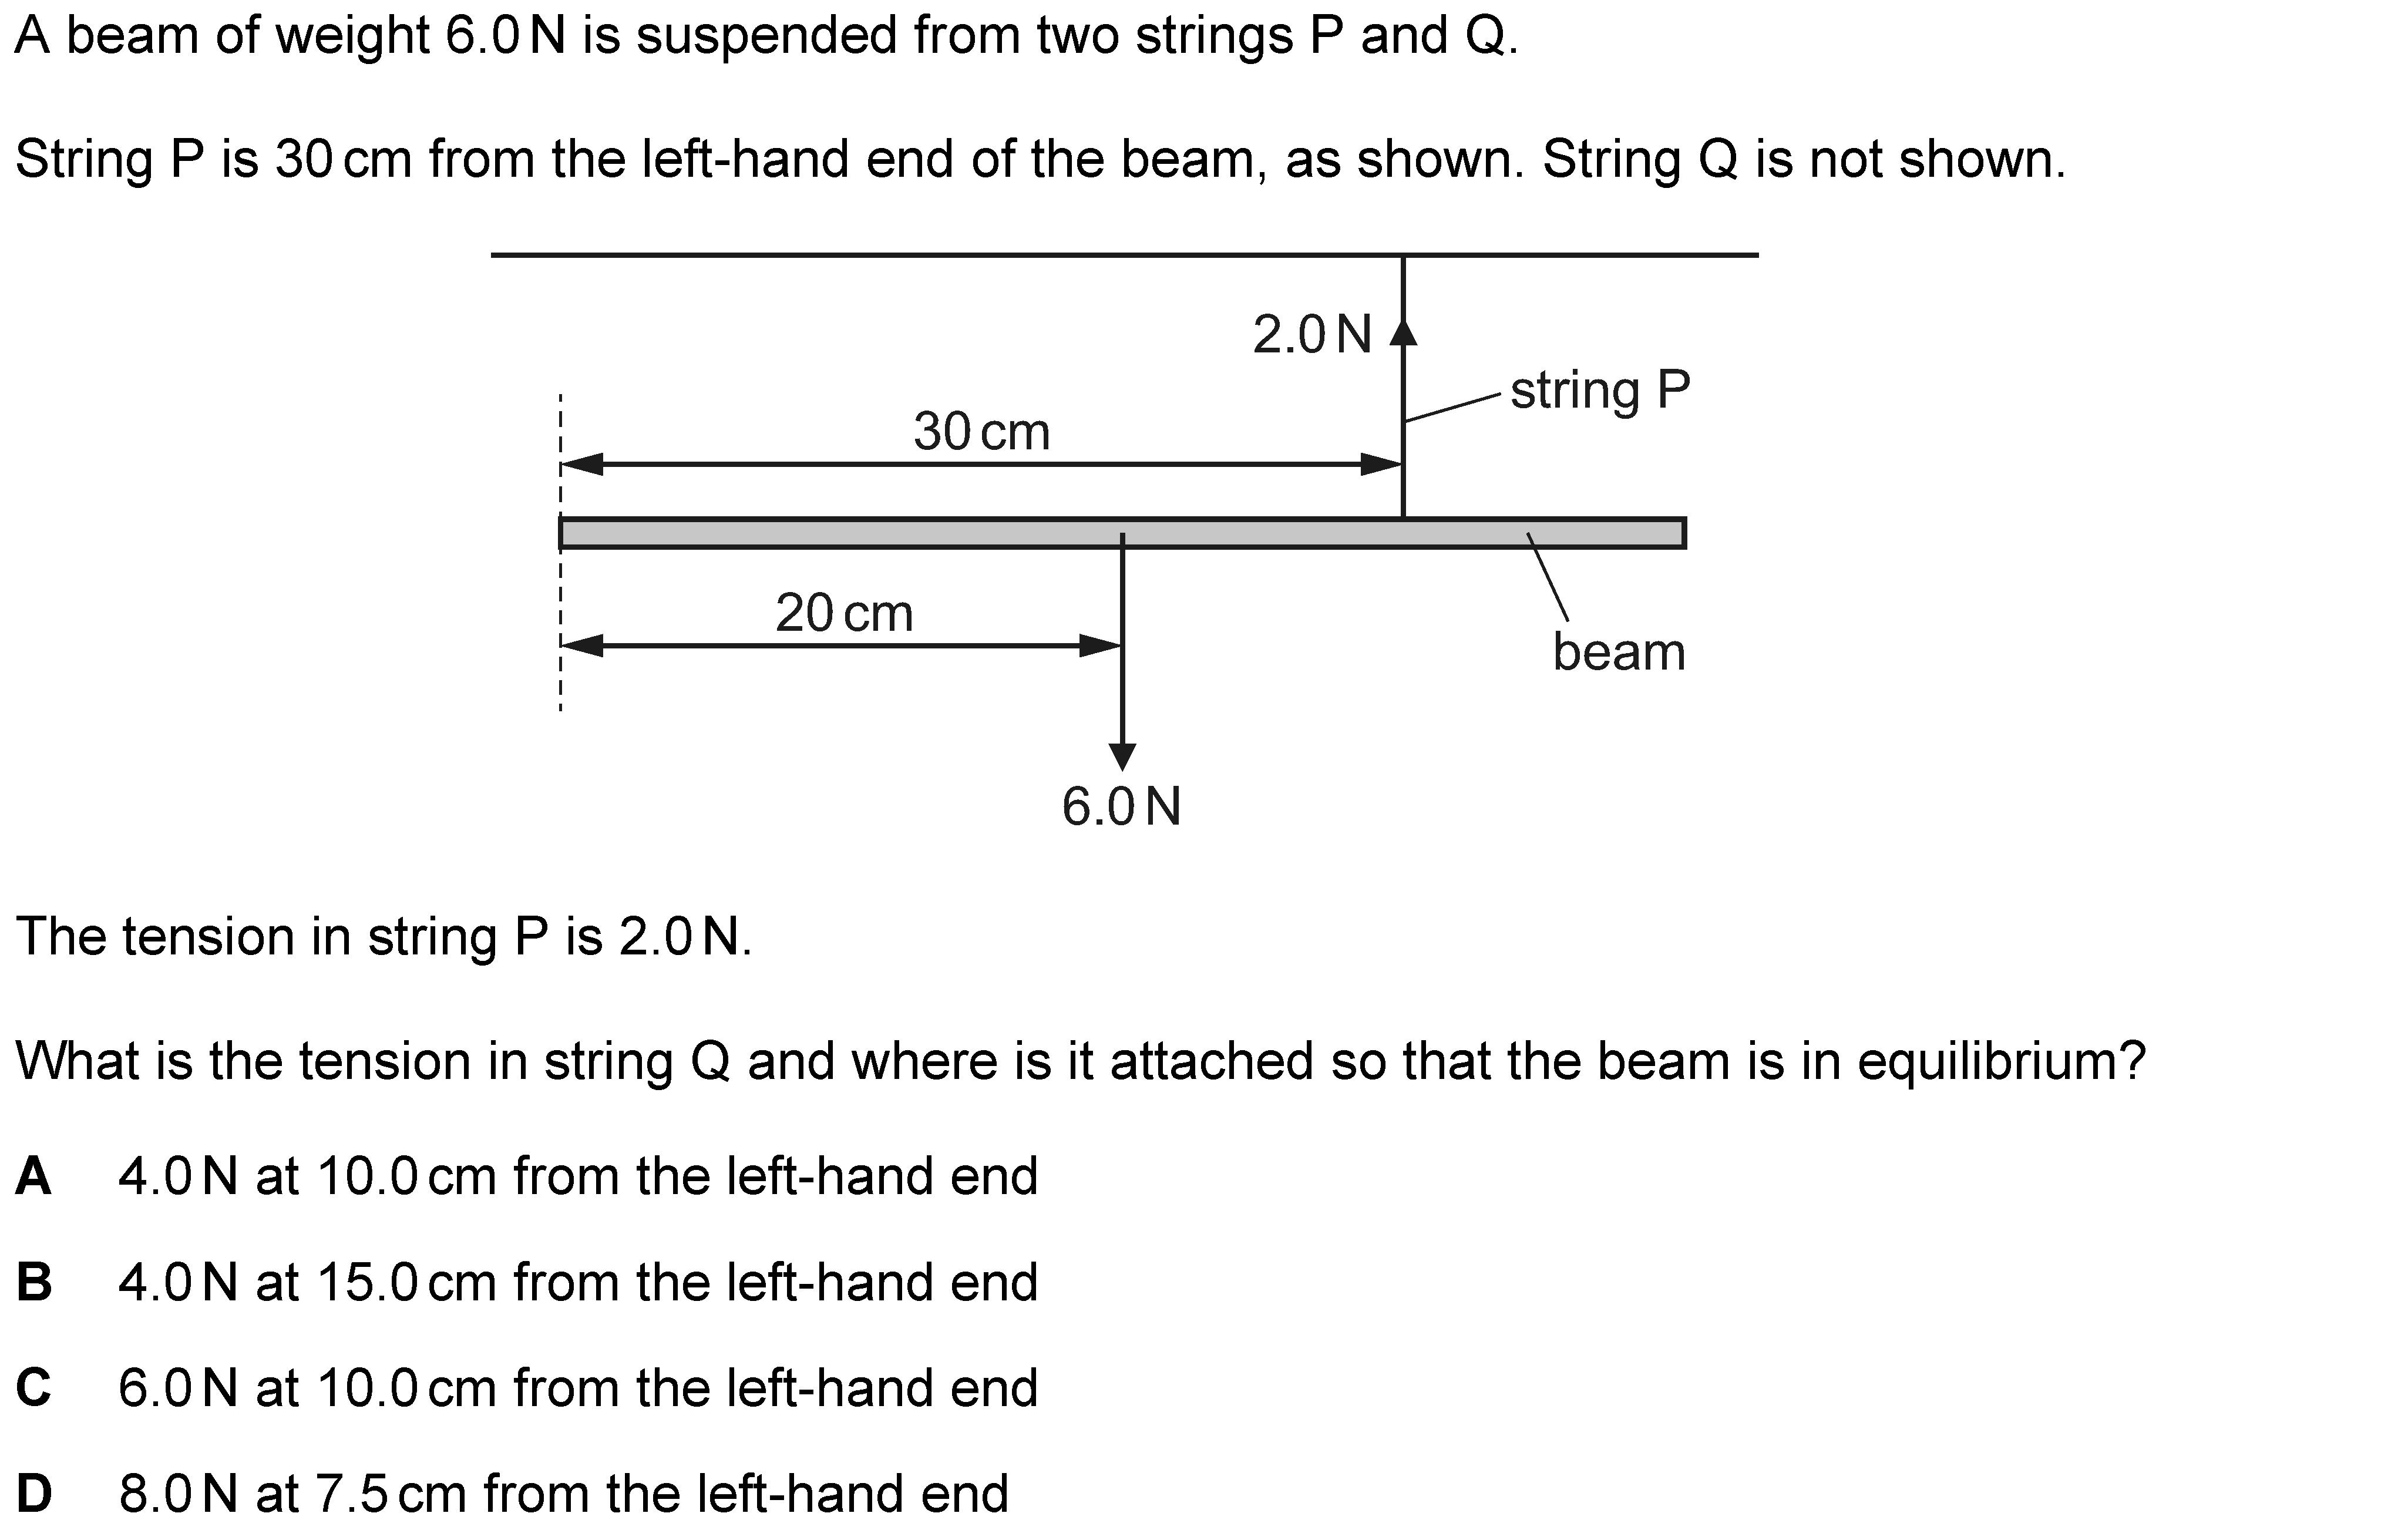 A beam of weight 6.0 N is suspended from two strings P and Q.
String P is 30 cm from the left-hand end of the beam, as shown. String Q is not shown.
2.0 N
string P
30 cm
20 cm
beam
6.0 N
The tension in string P is 2.0 N.
What is the tension in string Q and where is it attached so that the beam is in equilibrium?
A 4.0 N at 10.0 cm from the left-hand end
B 4.0 N at 15.0 cm from the left-hand end
C 6.0 N at 10.0 cm from the left-hand end
D 8.0 N at 7.5 cm from the left-hand end